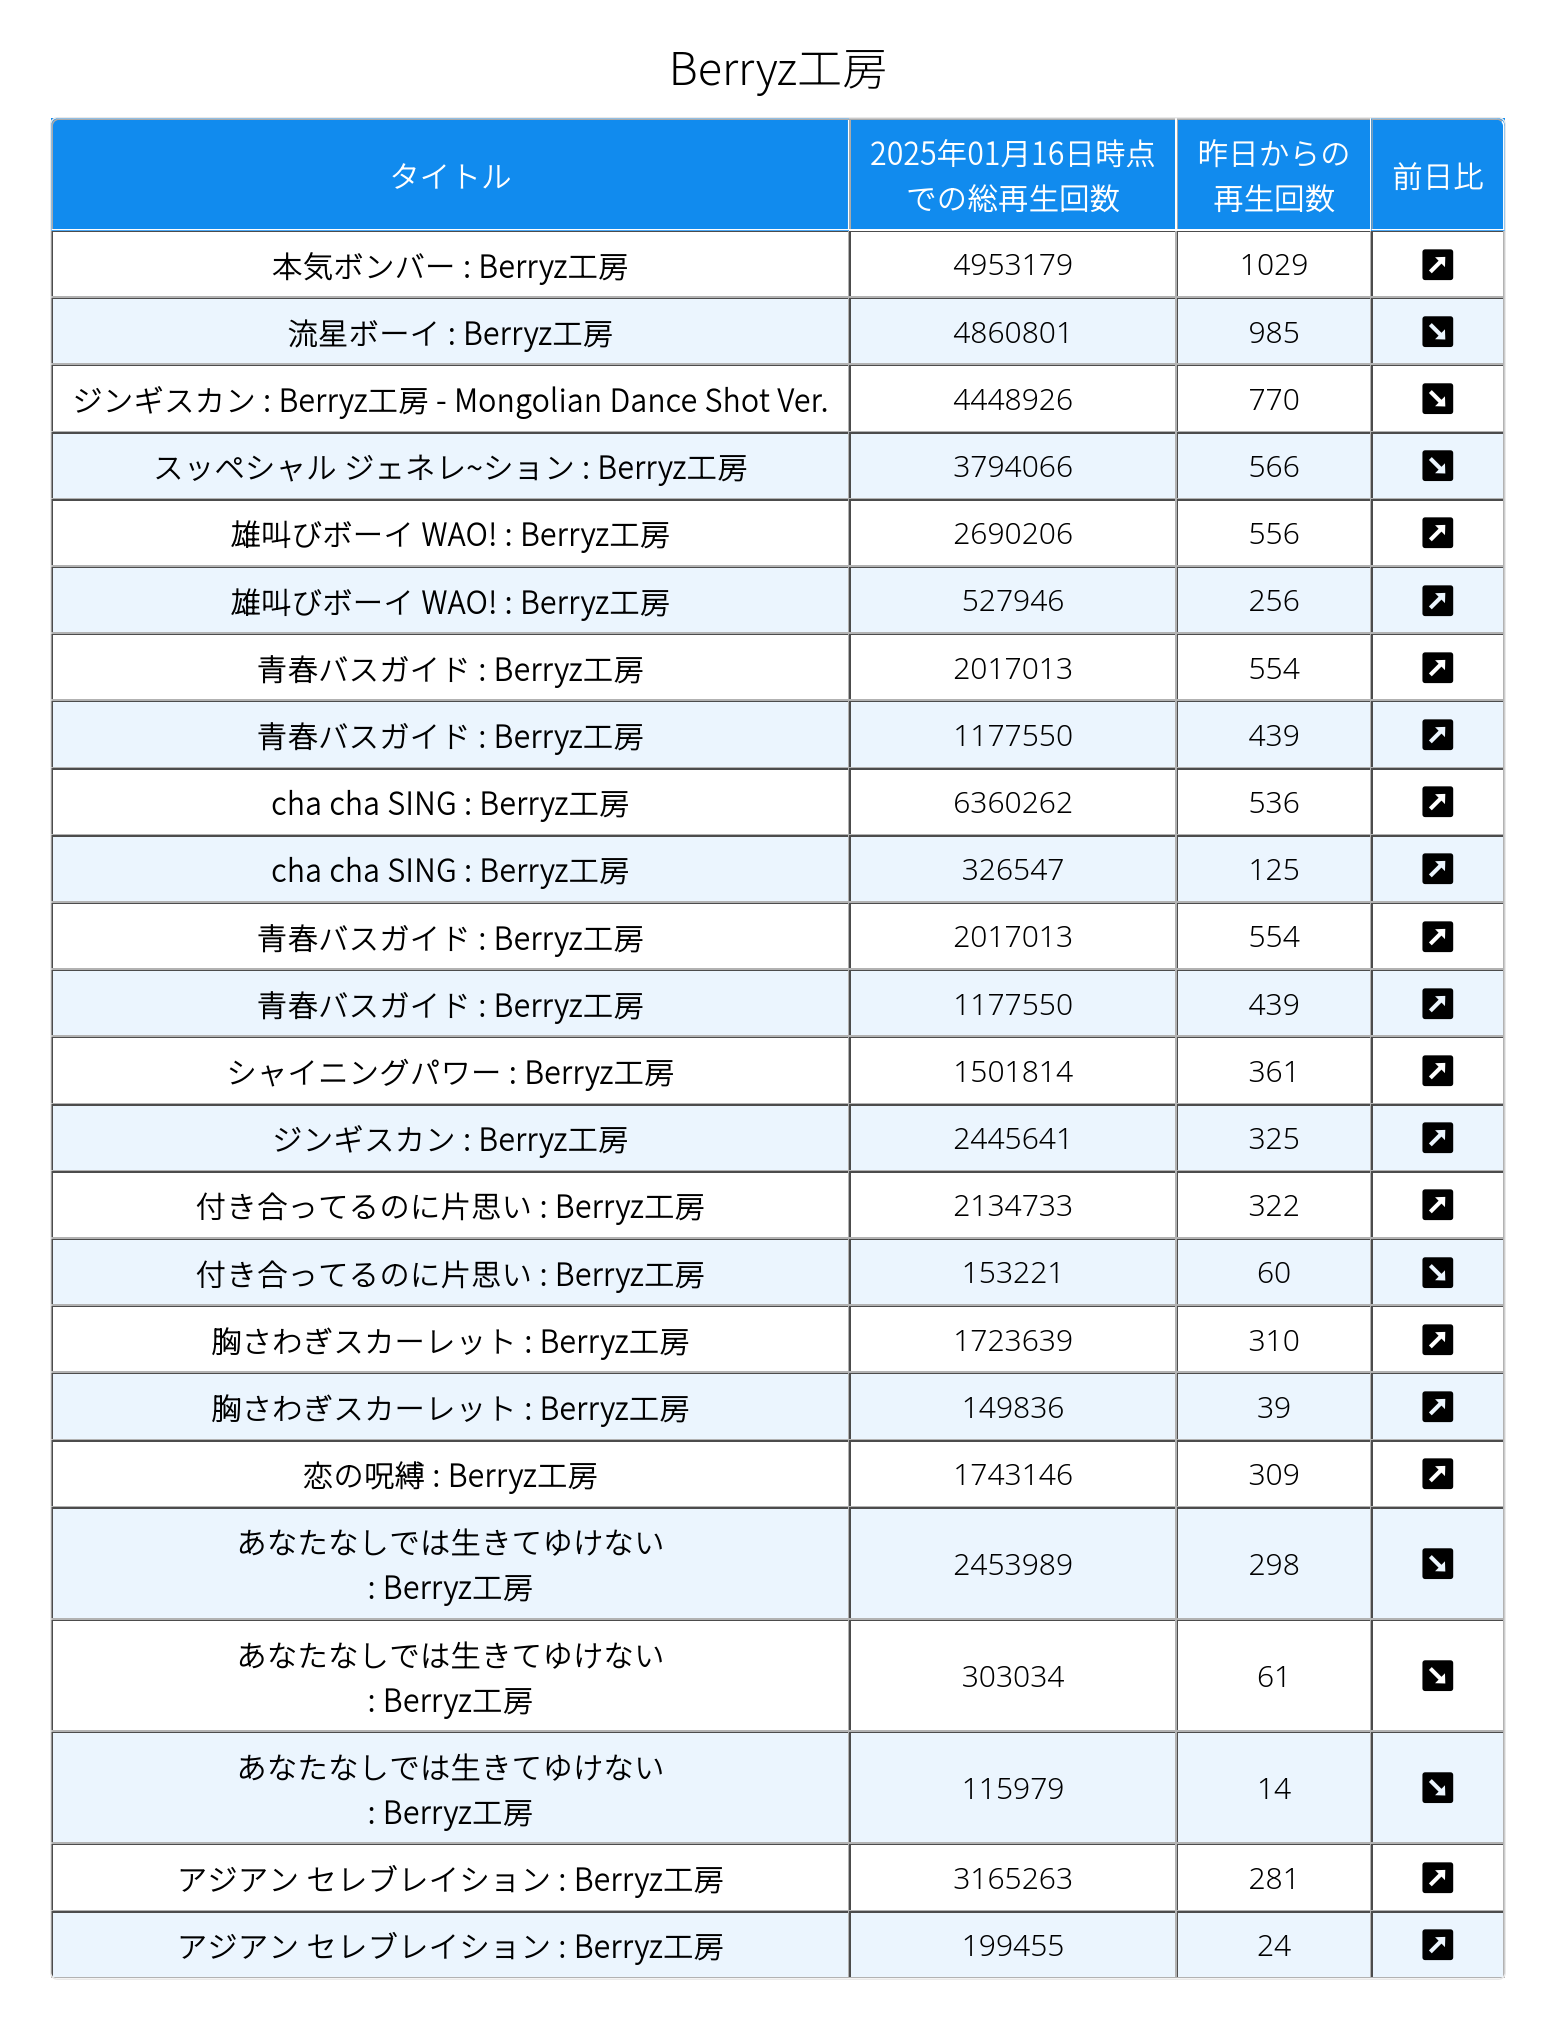 Berryz工房
タイトル
2025年01月16日時点
での総再生回数
昨日からの
再生回数
前日比
本気ボンバー : Berryz工房 4953179 1029
流星ボーイ : Berryz工房 4860801 985
ジンギスカン : Berryz工房 - Mongolian Dance Shot Ver. 4448926 770
スッペシャル ジェネレ~ション : Berryz工房 3794066 566
雄叫びボーイ WAO! : Berryz工房 2690206 556
雄叫びボーイ WAO! : Berryz工房 527946 256
青春バスガイド : Berryz工房 2017013 554
青春バスガイド : Berryz工房 1177550 439
cha cha SING : Berryz工房 6360262 536
cha cha SING : Berryz工房 326547 125
青春バスガイド : Berryz工房 2017013 554
青春バスガイド : Berryz工房 1177550 439
シャイニングパワー : Berryz工房 1501814 361
ジンギスカン : Berryz工房 2445641 325
付き合ってるのに片思い : Berryz工房 2134733 322
付き合ってるのに片思い : Berryz工房 153221 60
胸さわぎスカーレット : Berryz工房 1723639 310
胸さわぎスカーレット : Berryz工房 149836 39
恋の呪縛 : Berryz工房 1743146 309
あなたなしでは生きてゆけない
: Berryz工房 2453989 298
あなたなしでは生きてゆけない
: Berryz工房 303034 61
あなたなしでは生きてゆけない
: Berryz工房 115979 14
アジアン セレブレイション : Berryz工房 3165263 281
アジアン セレブレイション : Berryz工房 199455 24